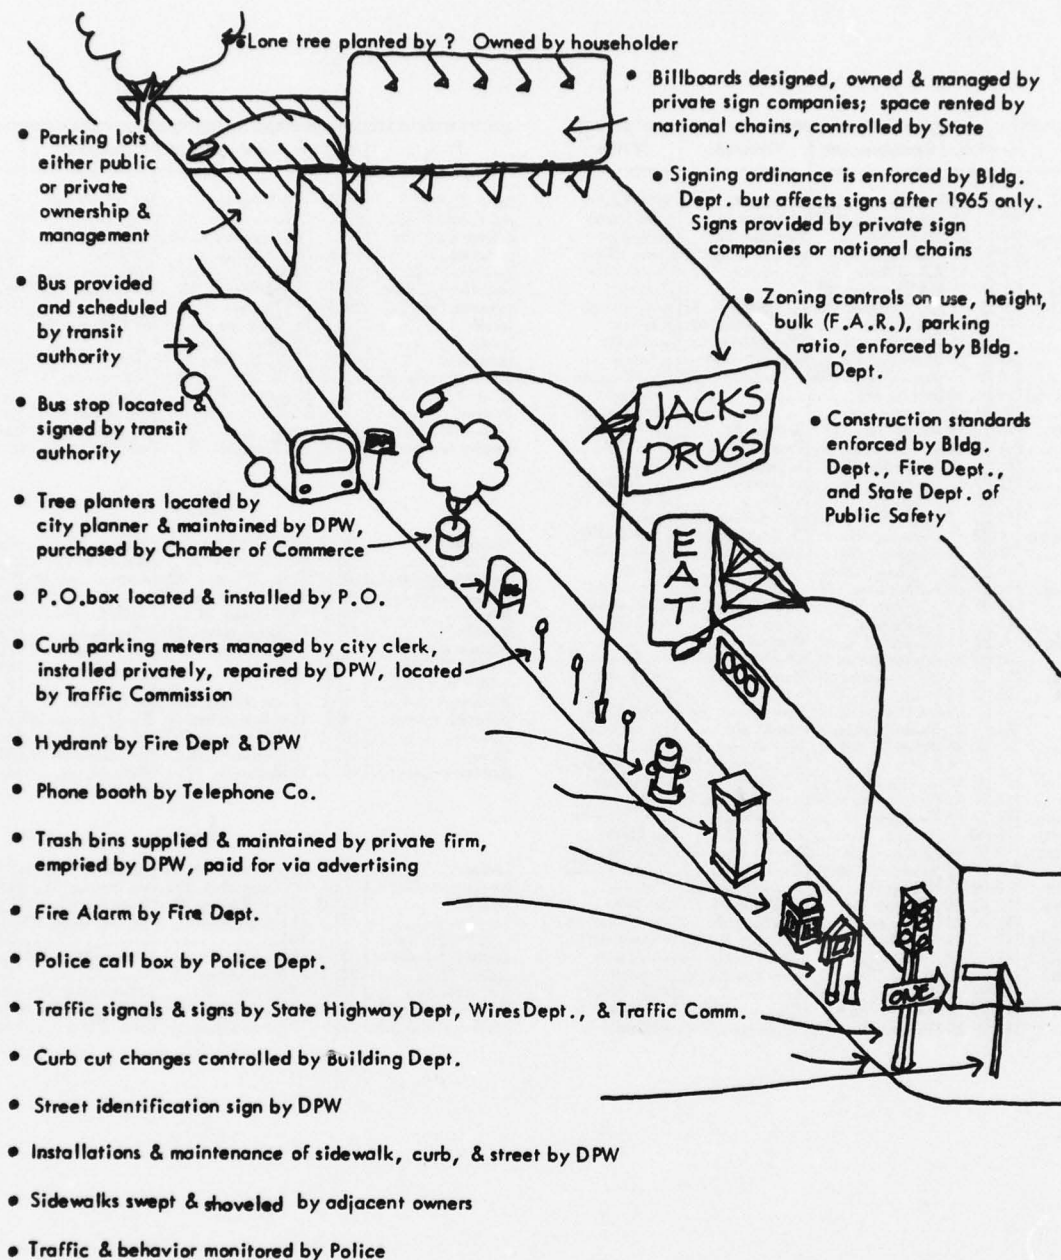 • Lone tree planted by ? Owned by householder
• Billboards designed, owned & managed by
private sign companies; space rented by
national chains, controlled by State
• Parking lots
either public
or private
ownership &
management
• Signing ordinance is enforced by Bldg.
Dept. but affects signs after 1965 only.
Signs provided by private sign
companies or national chains
• Bus provided
and scheduled
by transit
authority
• Zoning controls on use, height,
bulk (F.A.R.), parking
ratio, enforced by Bldg.
Dept.
JACKS
DRUGS
• Bus stop located &
signed by transit
authority
• Construction standards
enforced by Bldg.
Dept., Fire Dept.,
and State Dept. of
Public Safety
• Tree planters located by
city planner & maintained by DPW,
purchased by Chamber of Commerce
E
A
T
• P.O.box located & installed by P.O.
• Curb parking meters managed by city clerk,
installed privately, repaired by DPW, located
by Traffic Commission
• Hydrant by Fire Dept & DPW
• Phone booth by Telephone Co.
• Trash bins supplied & maintained by private firm,
emptied by DPW, paid for via advertising
• Fire Alarm by Fire Dept.
• Police call box by Police Dept.
ONE
• Traffic signals & signs by State Highway Dept, Wires Dept., & Traffic Comm.
• Curb cut changes controlled by Building Dept.
• Street identification sign by DPW
• Installations & maintenance of sidewalk, curb, & street by DPW
• Sidewalks swept & shoveled by adjacent owners
• Traffic & behavior monitored by Police